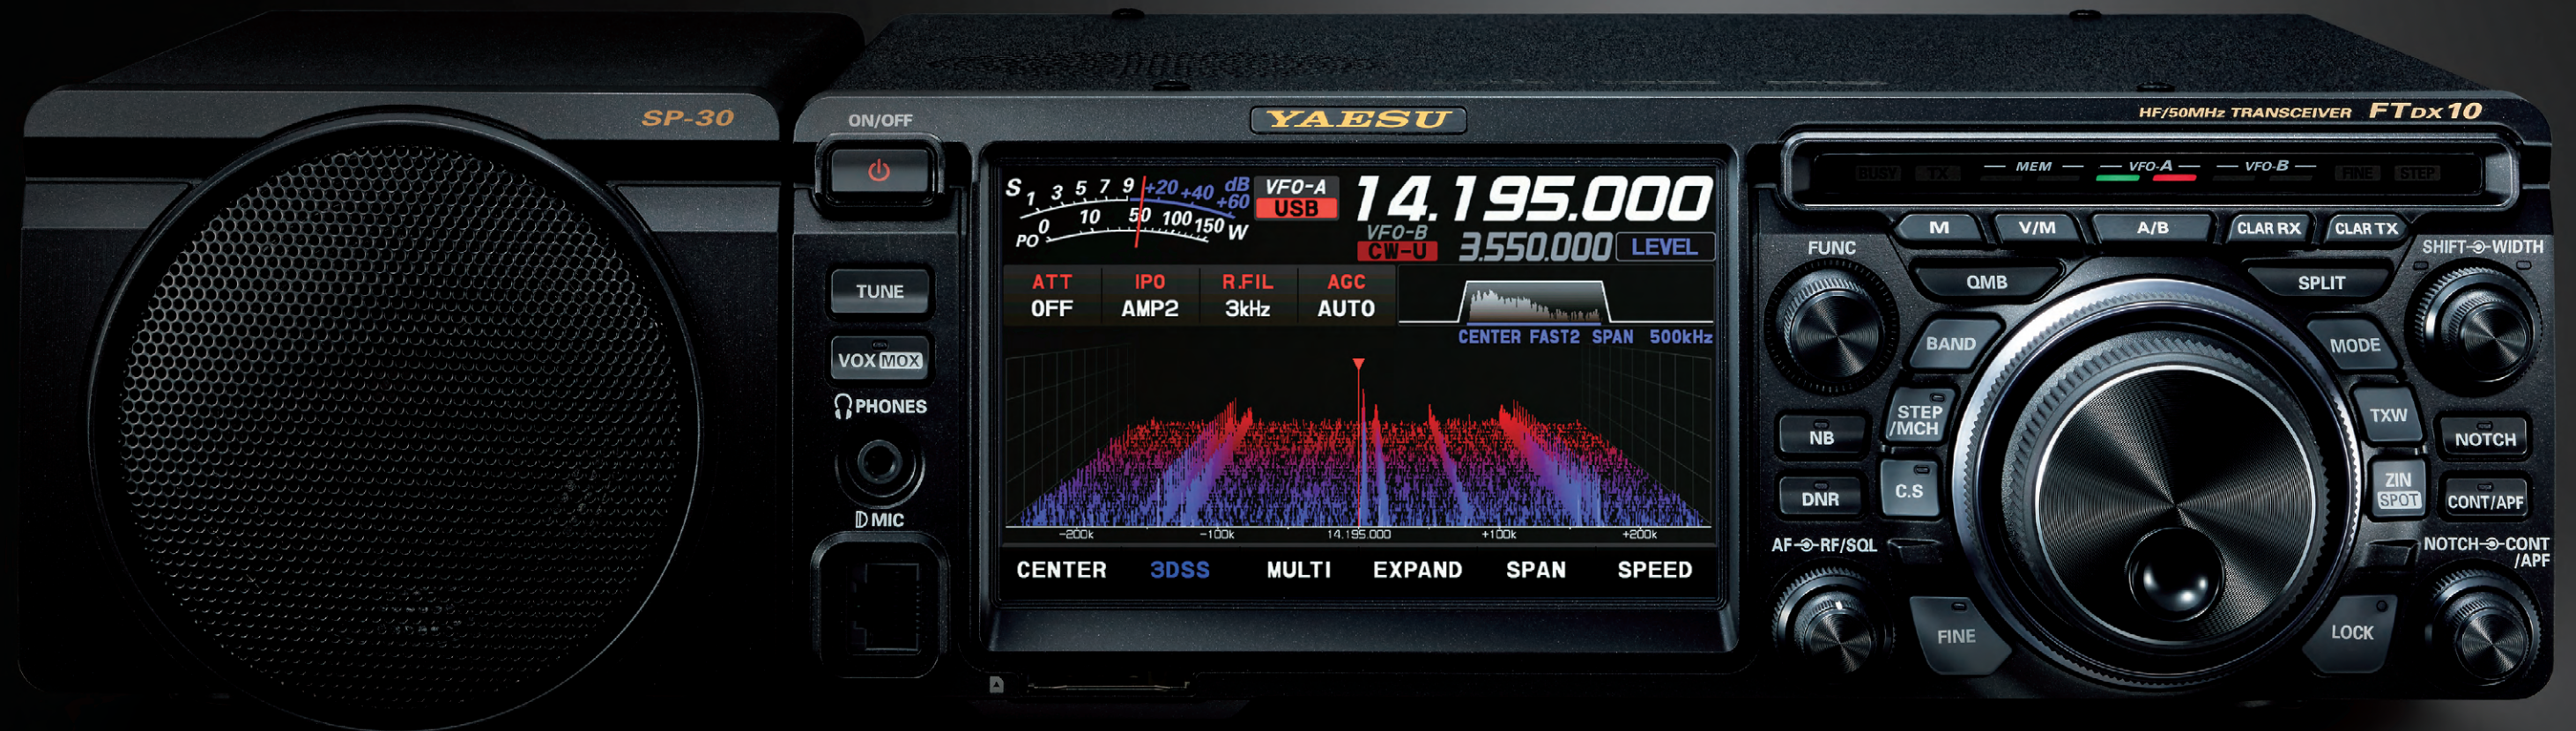 SP-30
ON/OFF
YAESU
HF/50MHz TRANSCEIVER FTDX10
BUSY TX MEM VFO-A VFO-B FINE STEP
S 1 3 5 7 9 +20 +40 +60 dB
PO 0 10 50 100 150 W
VFO-A
USB
14.195.000
VFO-B
CW-U
3.550.000
LEVEL
ATT IPO R.FIL AGC
OFF AMP2 3kHz AUTO
CENTER FAST2 SPAN 500kHz
-200k -100k 14.195.000 +100k +200k
CENTER 3DSS MULTI EXPAND SPAN SPEED
TUNE
VOX MOX
PHONES
MIC
M V/M A/B CLAR RX CLAR TX
FUNC
SHIFT WIDTH
QMB
SPLIT
BAND
MODE
STEP
/MCH
TXW
NB
NOTCH
DNR
C.S
ZIN
SPOT
CONT/APF
AF RF/SQL
NOTCH CONT
/APF
FINE
LOCK